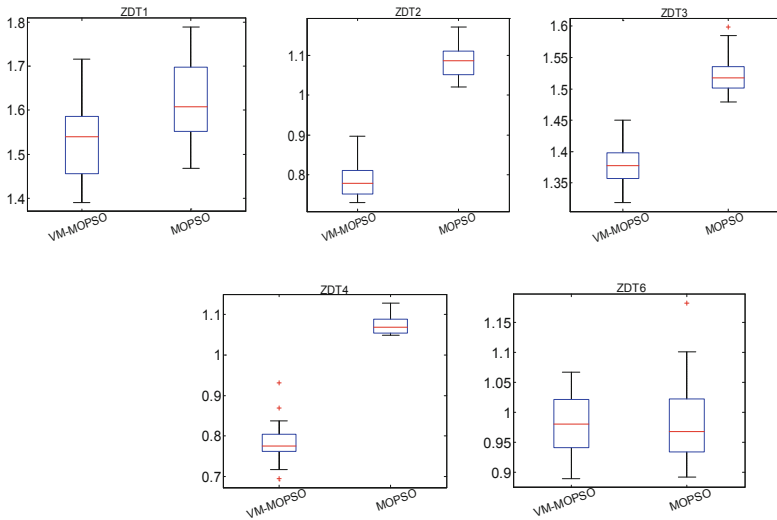 ZDT1
1.8
1.7
1.6
1.5
1.4
VM-MOPSO
MOPSO
ZDT2
1.1
1
0.9
0.8
VM-MOPSO
MOPSO
ZDT3
1.6
1.55
1.5
1.45
1.4
1.35
VM-MOPSO
MOPSO
ZDT4
1.1
1
0.9
0.8
0.7
VM-MOPSO
MOPSO
ZDT6
1.15
1.1
1.05
1
0.95
0.9
VM-MOPSO
MOPSO